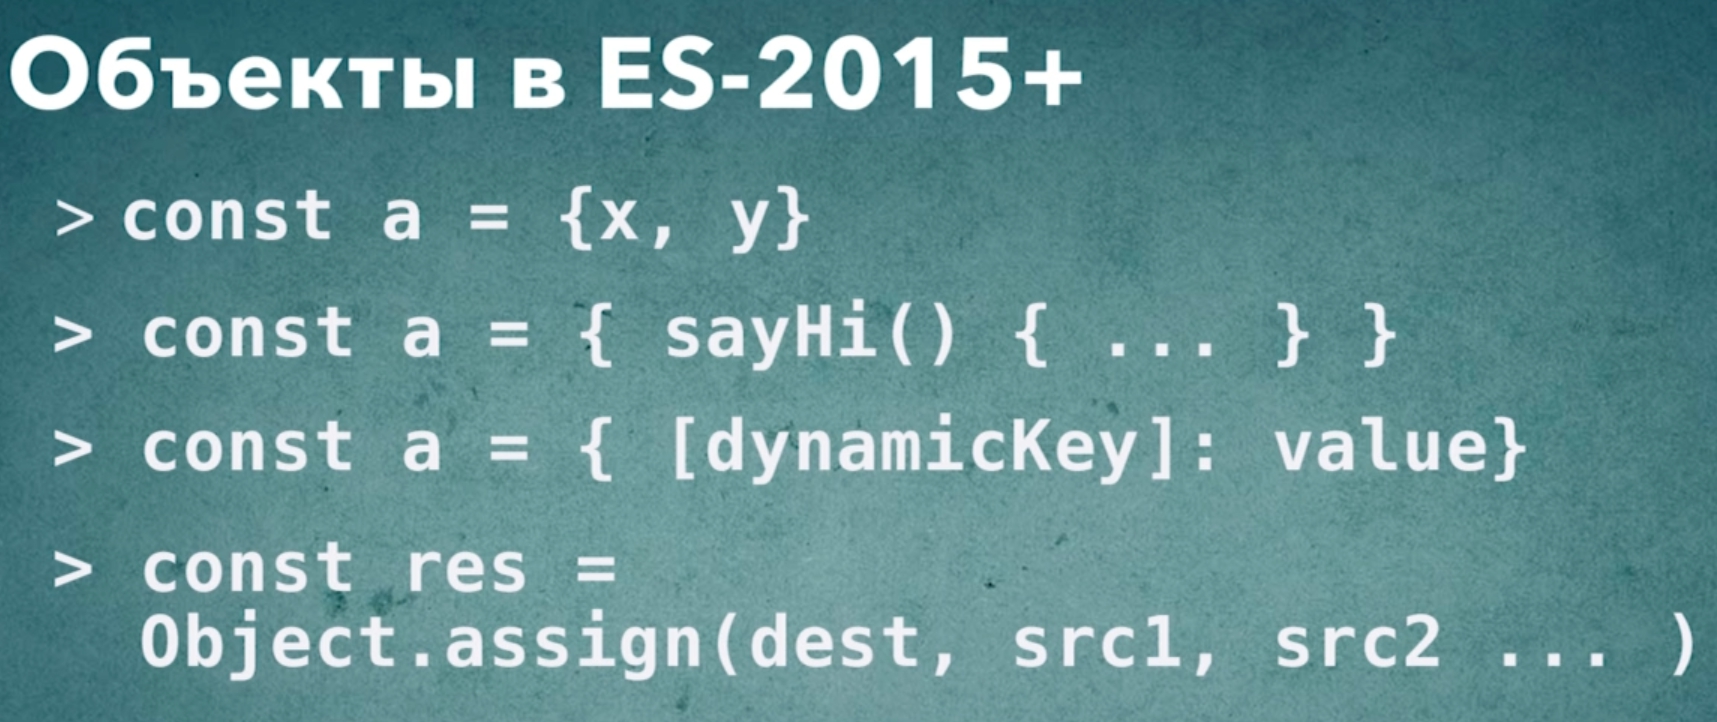 Объекты в ES-2015+
> const a = {x, y}
> const a = { sayHi() { ... } }
> const a = { [dynamicKey]: value}
> const res =
Object.assign(dest, src1, src2 ... )